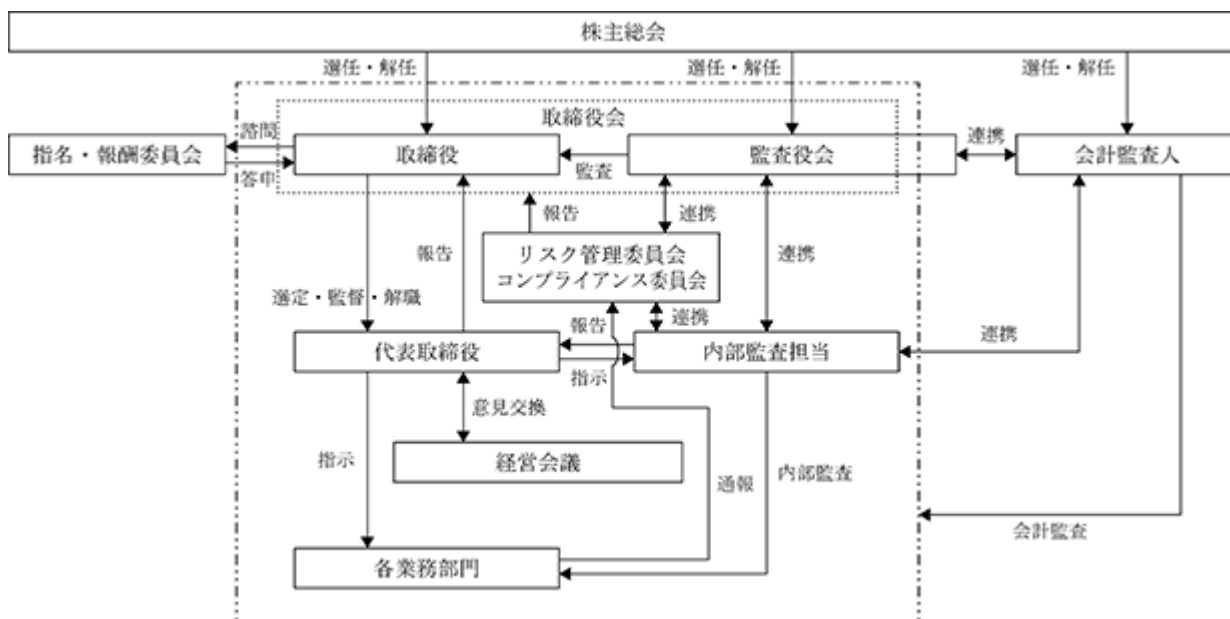 株主総会
選任・解任
選任・解任
選任・解任
取締役会
諮問
指名・報酬委員会
取締役
監査役会
連携
会計監査人
監査
答申
報告
連携
報告
リスク管理委員会
コンプライアンス委員会
連携
選定・監督・解職
報告
連携
連携
代表取締役
内部監査担当
指示
意見交換
指示
経営会議
通報
内部監査
会計監査
各業務部門